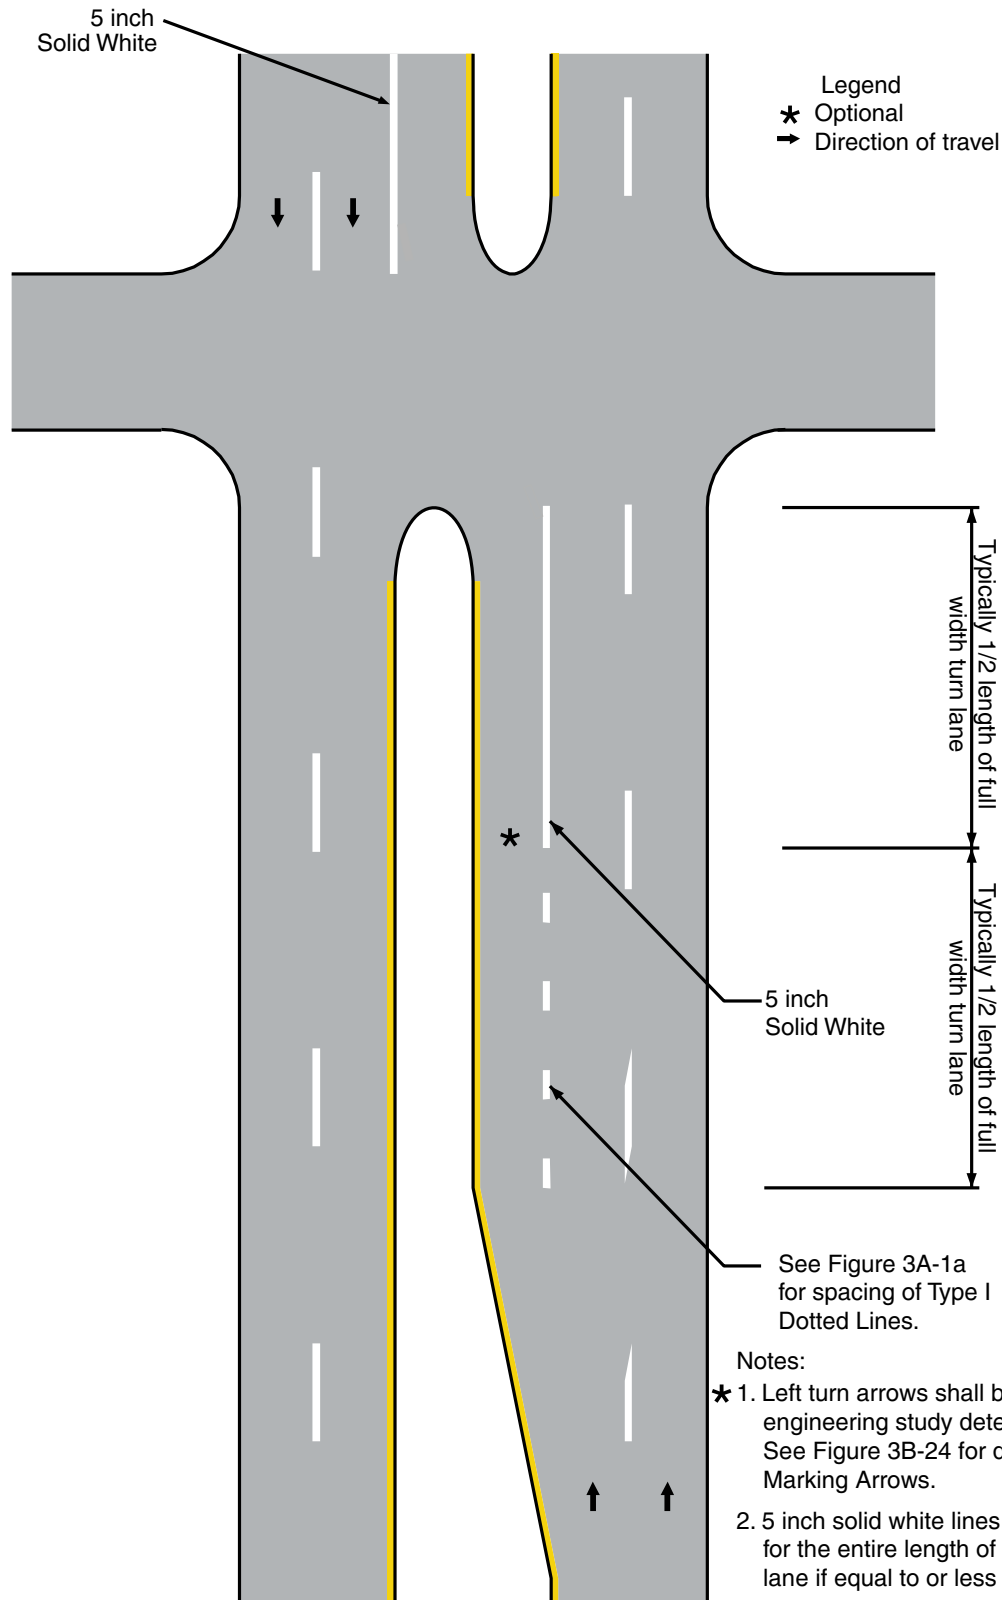 5 inch
Solid White
Legend
* Optional
Direction of travel
Typically 1/2 length of full
width turn lane
Typically 1/2 length of full
width turn lane
*
5 inch
Solid White
See Figure 3A-1a
for spacing of Type I
Dotted Lines.
Notes:
* 1. Left turn arrows shall
engineering study
See Figure 3B-24 for
Marking Arrows.
2. 5 inch solid white lines
for the entire length of
lane if equal to or less